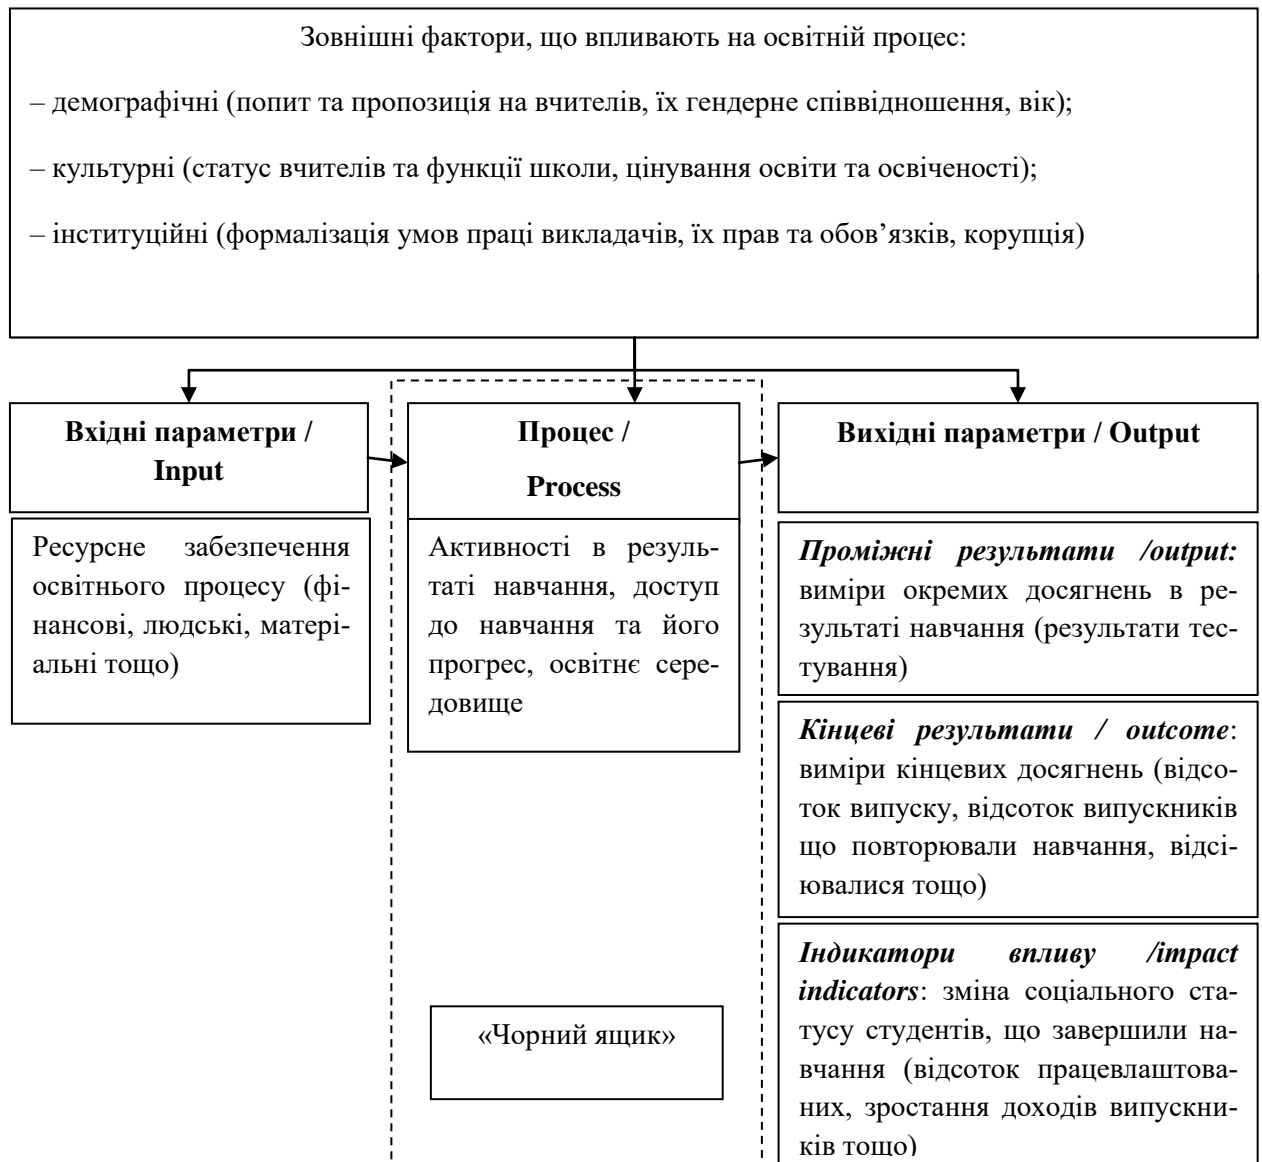 Зовнішні фактори, що впливають на освітній процес:
– демографічні (попит та пропозиція на вчителів, їх гендерне співвідношення, вік);
– культурні (статус вчителів та функції школи, цінування освіти та освіченості);
– інституційні (формалізація умов праці викладачів, їх прав та обов’язків, корупція)
Вхідні параметри /
Input
Ресурсне забезпечення
освітнього процесу (фі-
нансові, людські, матері-
альні тощо)
Процес /
Process
Активності в резуль-
таті навчання, доступ
до навчання та його
прогрес, освітнє сере-
довище
«Чорний ящик»
Вихідні параметри / Output
Проміжні результати /output:
виміри окремих досягнень в ре-
зультаті навчання (результати тес-
тування)
Кінцеві результати / outcome:
виміри кінцевих досягнень (відсо-
ток випуску, відсоток випускників
що повторювали навчання, відсі-
ювалися тощо)
Індикатори впливу /impact
indicators: зміна соціального ста-
тусу студентів, що завершили на-
вчання (відсоток працевлаштова-
них, зростання доходів випускни-
ків тощо)